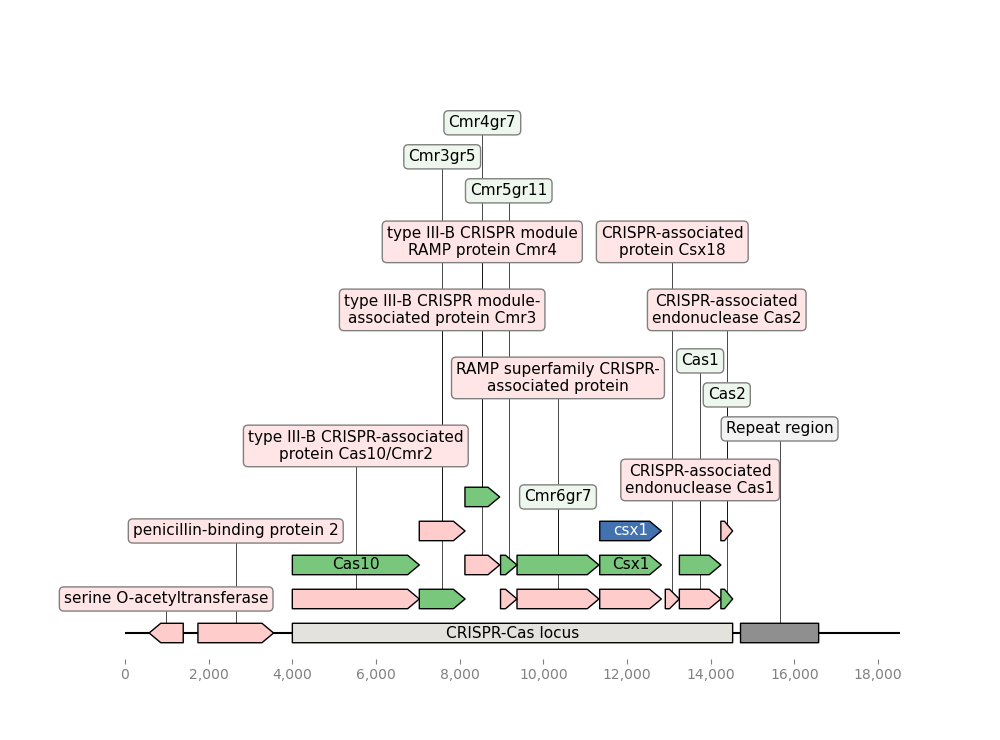 Cmr4gr7
Cmr3gr5
Cmr5gr11
type III-B CRISPR module
RAMP protein Cmr4
CRISPR-associated
protein Csx18
type III-B CRISPR module-
associated protein Cmr3
CRISPR-associated
endonuclease Cas2
Cas1
RAMP superfamily CRISPR-
associated protein
Cas2
Repeat region
type III-B CRISPR-associated
protein Cas10/Cmr2
CRISPR-associated
endonuclease Cas1
Cmr6gr7
penicillin-binding protein 2
csx1
Cas10
Csx1
serine O-acetyltransferase
CRISPR-Cas locus
0 2,000 4,000 6,000 8,000 10,000 12,000 14,000 16,000 18,000